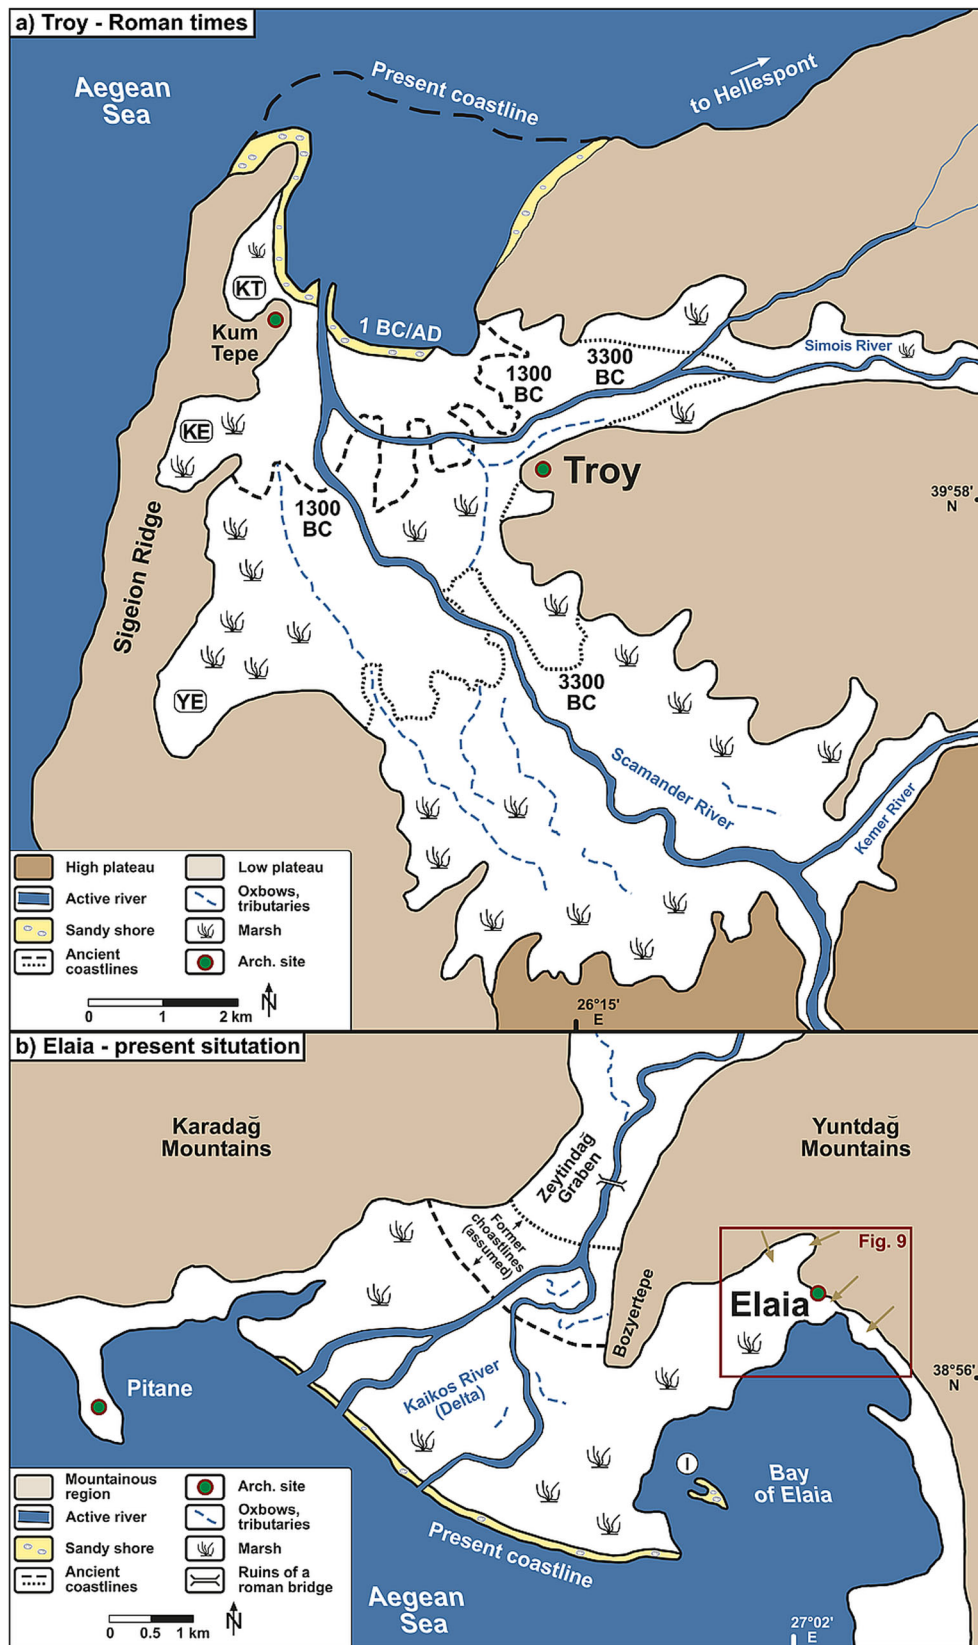 a) Troy - Roman times
Aegean
Sea
Present coastline
to Hellespont
KT
Kum
Tepe
1 BC/AD
1300
BC
3300
BC
Simois River
KE
Troy
39°58'
N
1300
BC
Sigeion Ridge
YE
3300
BC
Scamander River
Kemer River
High plateau
Low plateau
Active river
Oxbows,
tributaries
Sandy shore
Marsh
Ancient
coastlines
Arch. site
0 1 2 km
N
26°15'
E
b) Elaia - present situtation
Karadağ
Mountains
Zeytindağ
Graben
Yuntdağ
Mountains
Former
choastlines
(assumed)
Fig. 9
Elaia
Bozyertepe
38°56'
N
Pitane
Kaikos River
(Delta)
I
Bay
of Elaia
Present coastline
Aegean
Sea
Mountainous
region
Arch. site
Active river
Oxbows,
tributaries
Sandy shore
Marsh
Ancient
coastlines
Ruins of a
roman bridge
0 0.5 1 km
N
27°02'
E